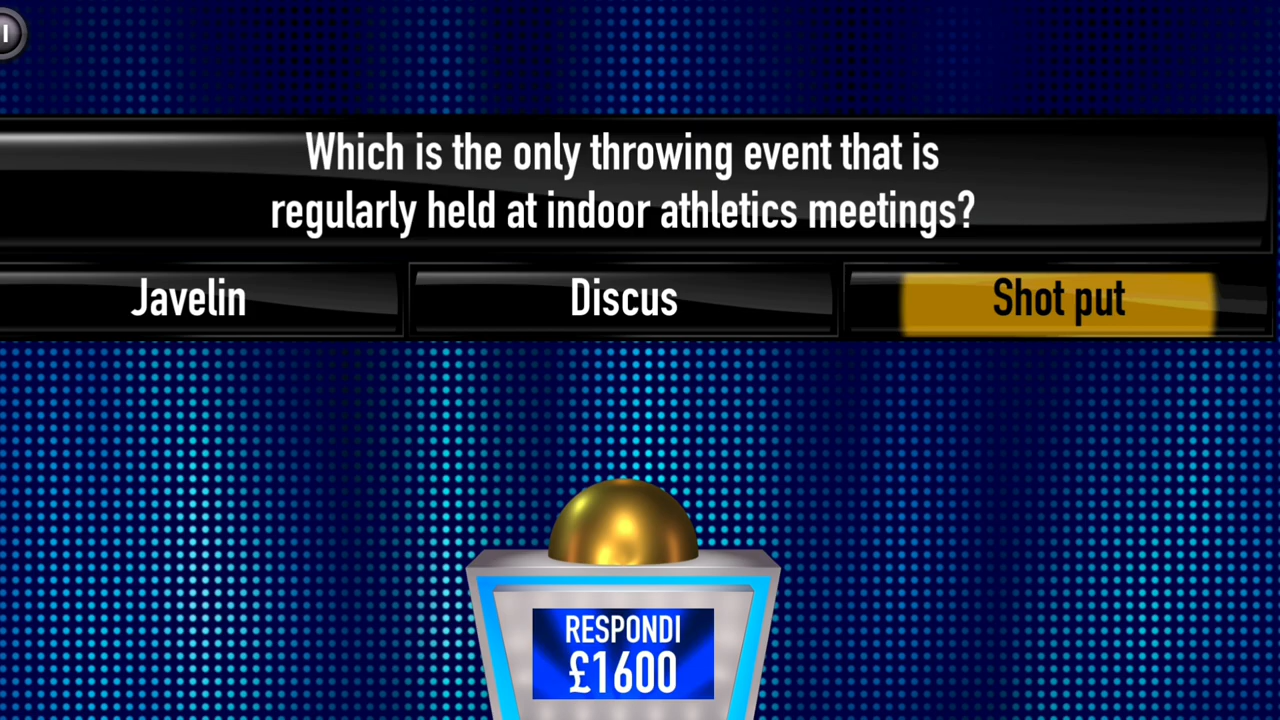 Which is the only throwing event that is
regularly held at indoor athletics meetings?
Javelin
Discus
Shot put
RESPONDI
£1600